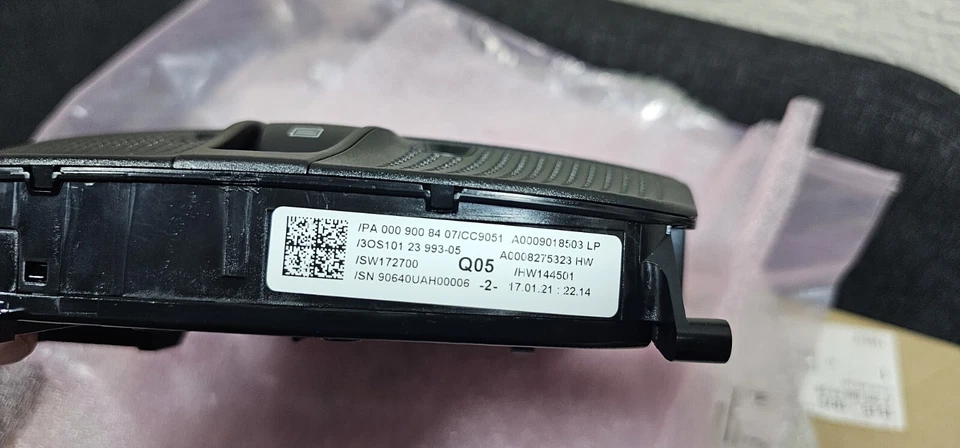 /PA 000 900 84 07/CC9051 A0009018503 LP
/3OS101 23 993-05 A0008275323 HW
/SW172700 Q05 /HW144501
/SN 90640UAH00006 -2- 17.01.21 : 22.14